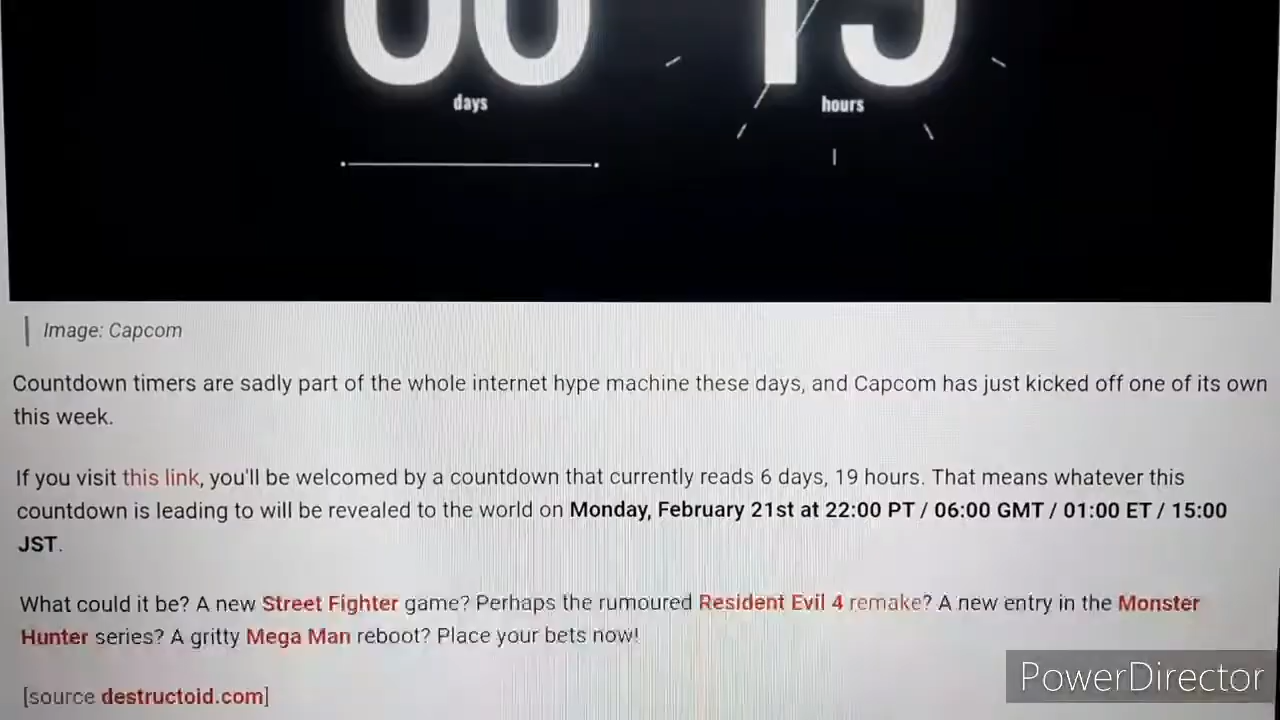 days
hours
Image: Capcom
Countdown timers are sadly part of the whole internet hype machine these days, and Capcom has just kicked off one of its own
this week.
If you visit this link, you'll be welcomed by a countdown that currently reads 6 days, 19 hours. That means whatever this
countdown is leading to will be revealed to the world on Monday, February 21st at 22:00 PT / 06:00 GMT / 01:00 ET / 15:00
JST.
What could it be? A new Street Fighter game? Perhaps the rumoured Resident Evil 4 remake? A new entry in the Monster
Hunter series? A gritty Mega Man reboot? Place your bets now!
[source destructoid.com]
PowerDirector